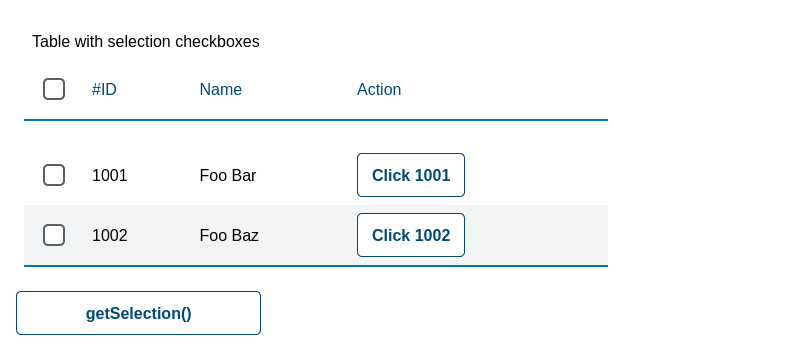 Table with selection checkboxes
#ID Name Action
1001 Foo Bar Click 1001
1002 Foo Baz Click 1002
getSelection()